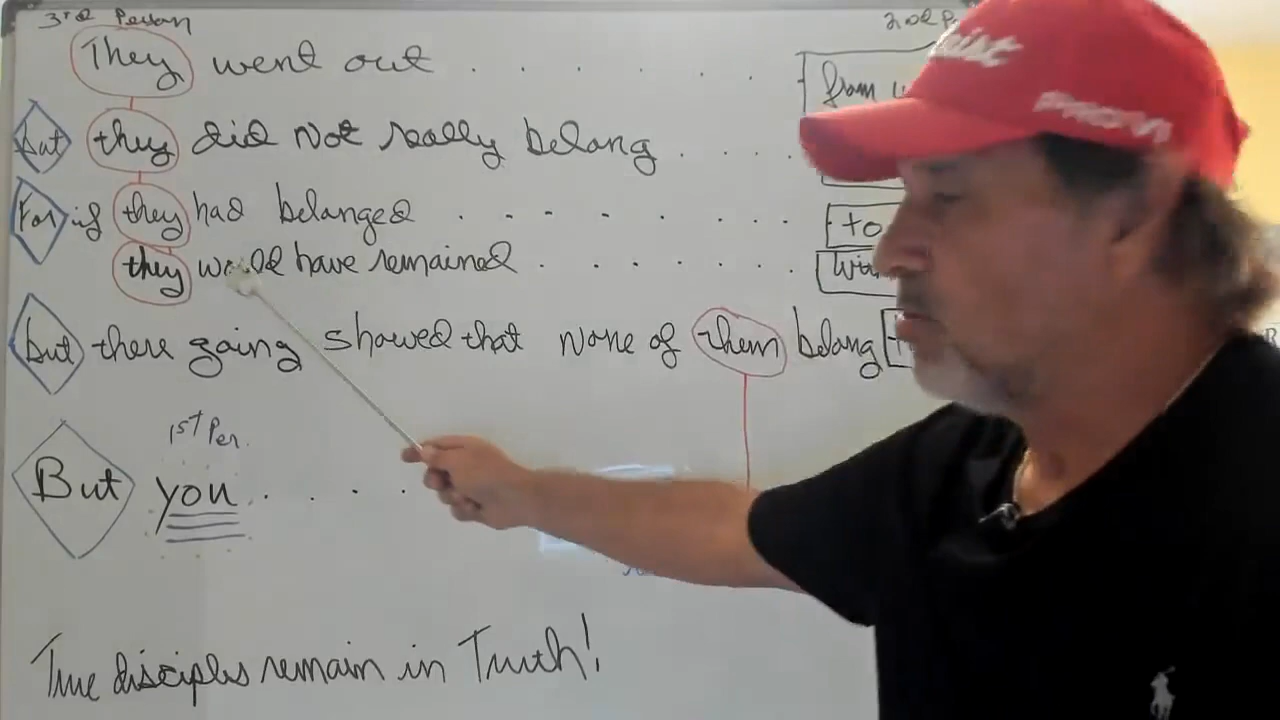 3rd Person 2nd P
They went out . . . . . . from u
but they did Not really belong . . . .
For if they had belonged . . . . . . . to
they would have remained . . . . . . .
but there going showed that none of them belong
1st Per.
But you . . . .
True disciples remain in Truth!